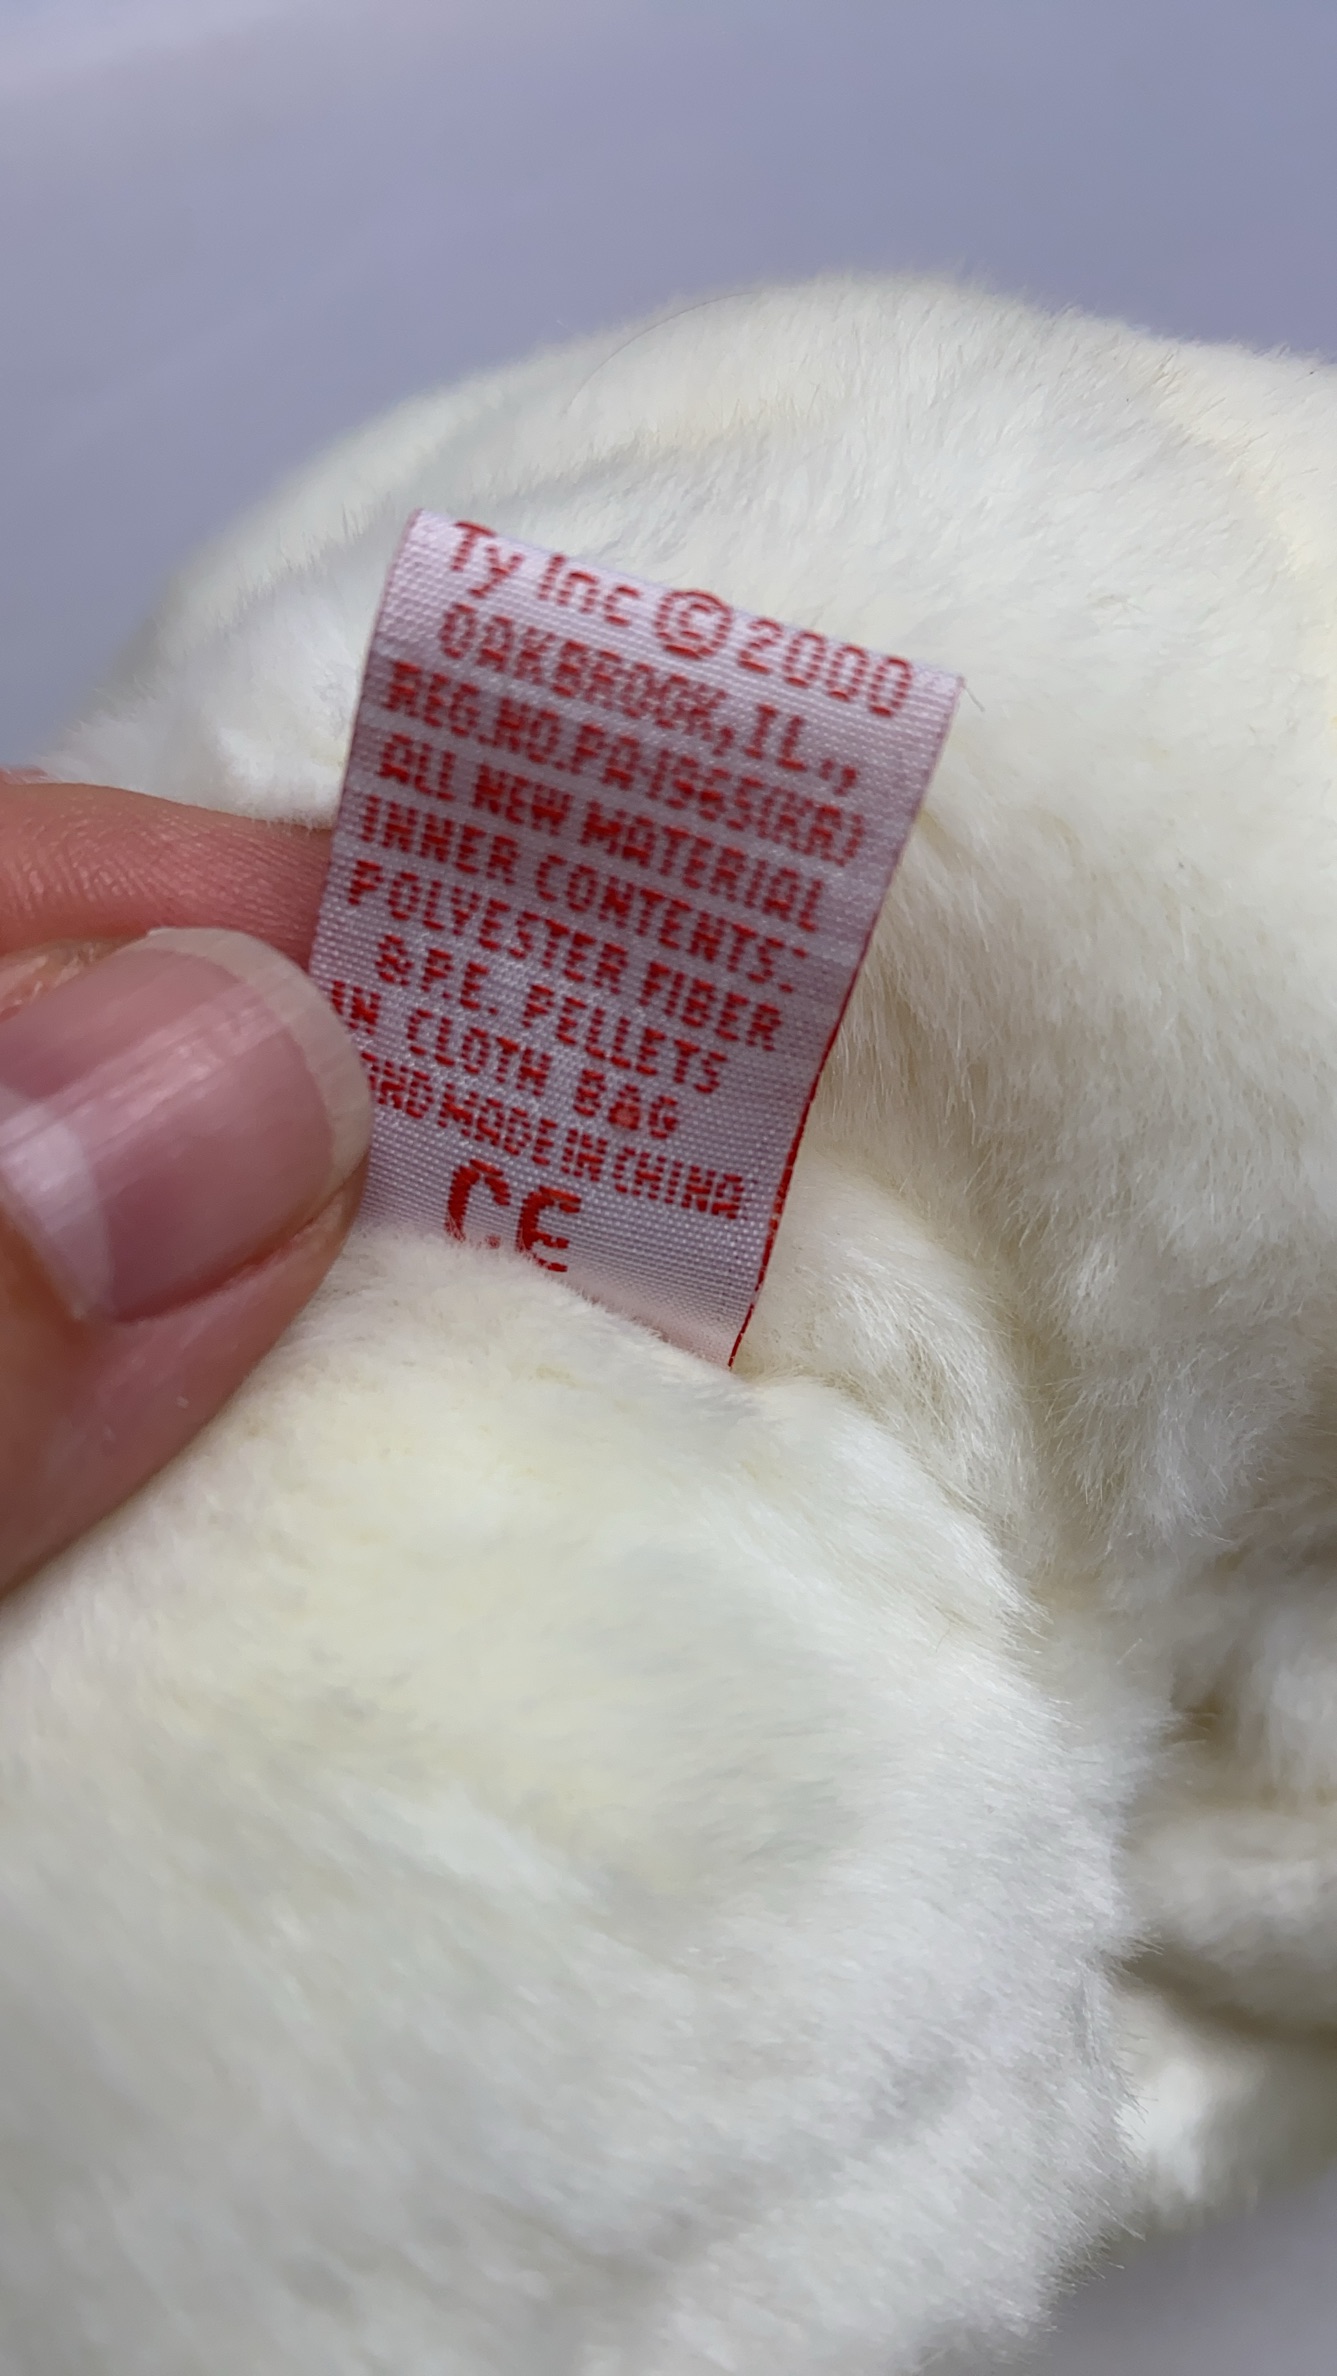 Ty Inc © 2000
OAKBROOK, IL.,
REG.NO.PA-1965(KR)
ALL NEW MATERIAL
INNER CONTENTS:
POLYESTER FIBER
& P.E. PELLETS
IN CLOTH BAG
MADE IN CHINA.
CE